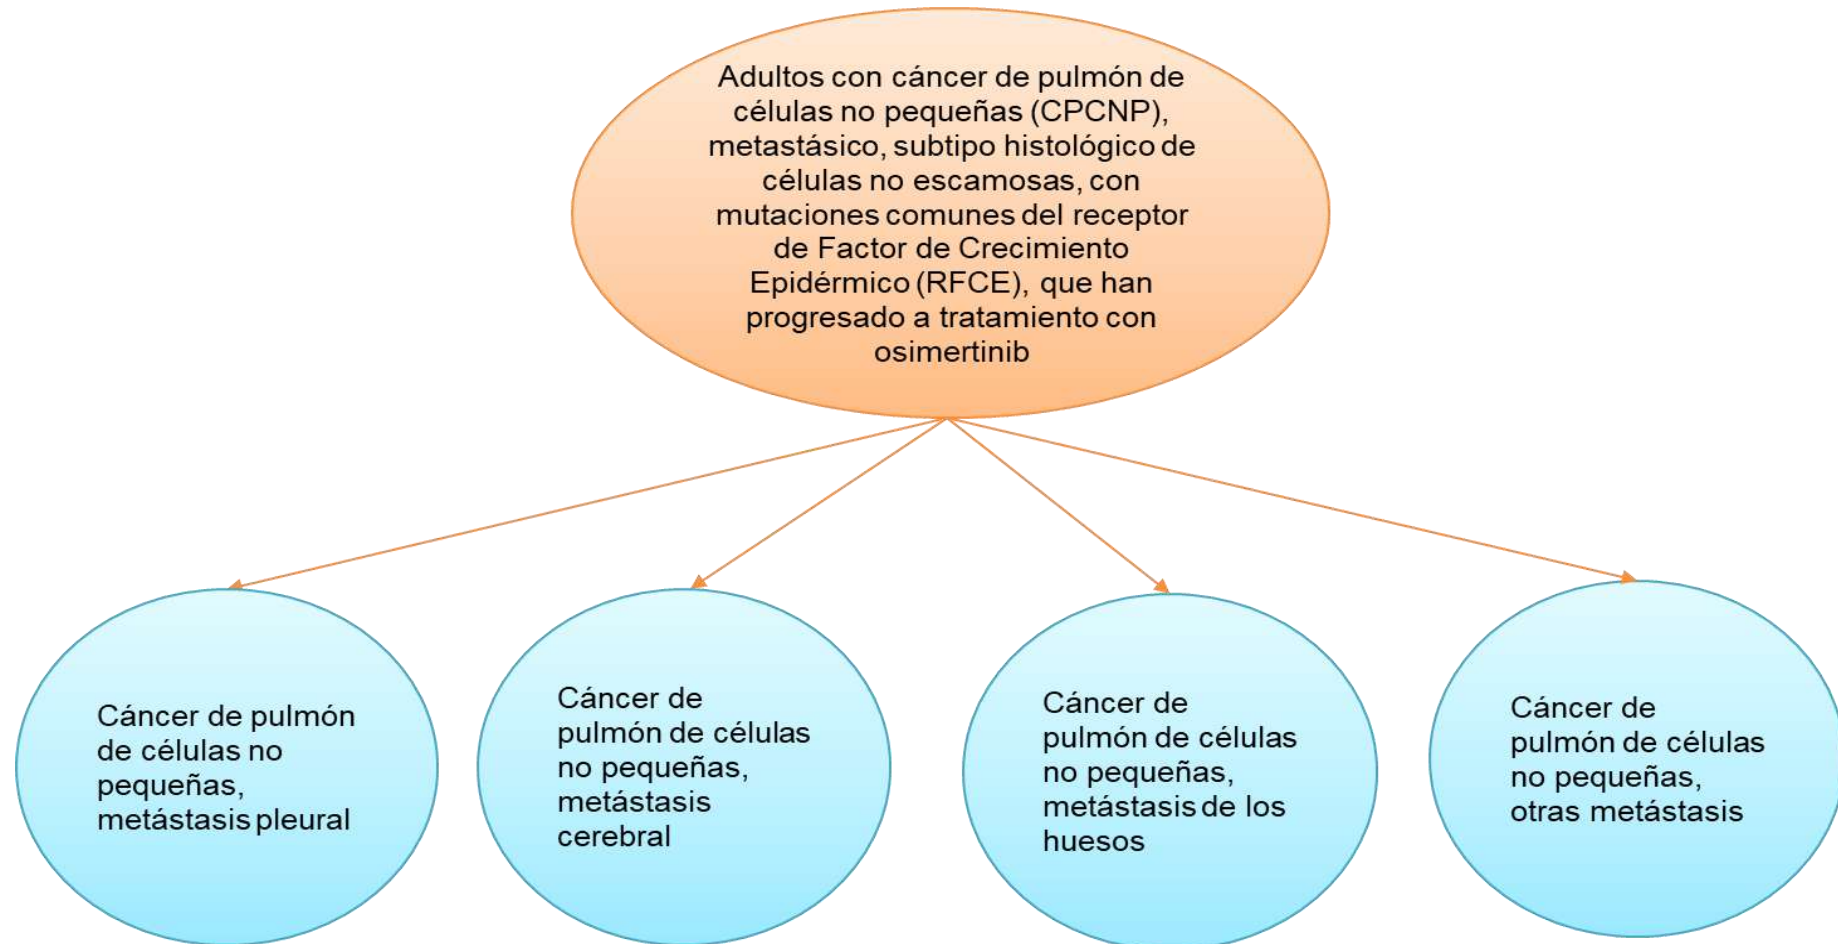 Adultos con cáncer de pulmón de
células no pequeñas (CPCNP),
metastásico, subtipo histológico de
células no escamosas, con
mutaciones comunes del receptor
de Factor de Crecimiento
Epidérmico (RFCE), que han
progresado a tratamiento con
osimertinib
Cáncer de pulmón
de células no
pequeñas,
metástasis pleural
Cáncer de
pulmón de células
no pequeñas,
metástasis
cerebral
Cáncer de
pulmón de células
no pequeñas,
metástasis de los
huesos
Cáncer de
pulmón de células
no pequeñas,
otras metástasis